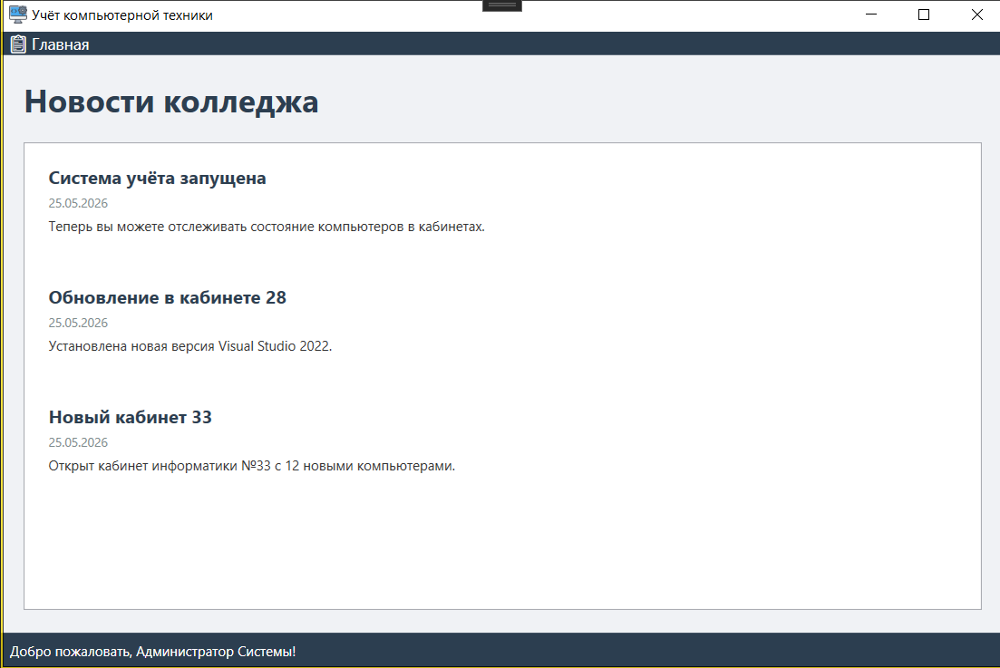 Учёт компьютерной техники
Главная
Новости колледжа
Система учёта запущена
25.05.2026
Теперь вы можете отслеживать состояние компьютеров в кабинетах.
Обновление в кабинете 28
25.05.2026
Установлена новая версия Visual Studio 2022.
Новый кабинет 33
25.05.2026
Открыт кабинет информатики №33 с 12 новыми компьютерами.
Добро пожаловать, Администратор Системы!